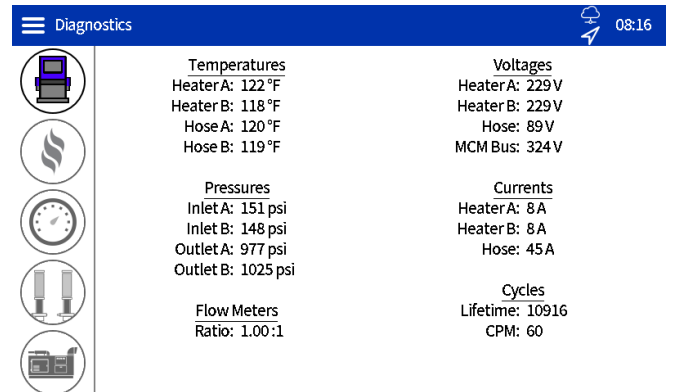 Diagnostics
08:16
Temperatures
Heater A: 122 °F
Heater B: 118 °F
Hose A: 120 °F
Hose B: 119 °F
Pressures
Inlet A: 151 psi
Inlet B: 148 psi
Outlet A: 977 psi
Outlet B: 1025 psi
Flow Meters
Ratio: 1.00 :1
Voltages
Heater A: 229 V
Heater B: 229 V
Hose: 89 V
MCM Bus: 324 V
Currents
Heater A: 8 A
Heater B: 8 A
Hose: 45 A
Cycles
Lifetime: 10916
CPM: 60